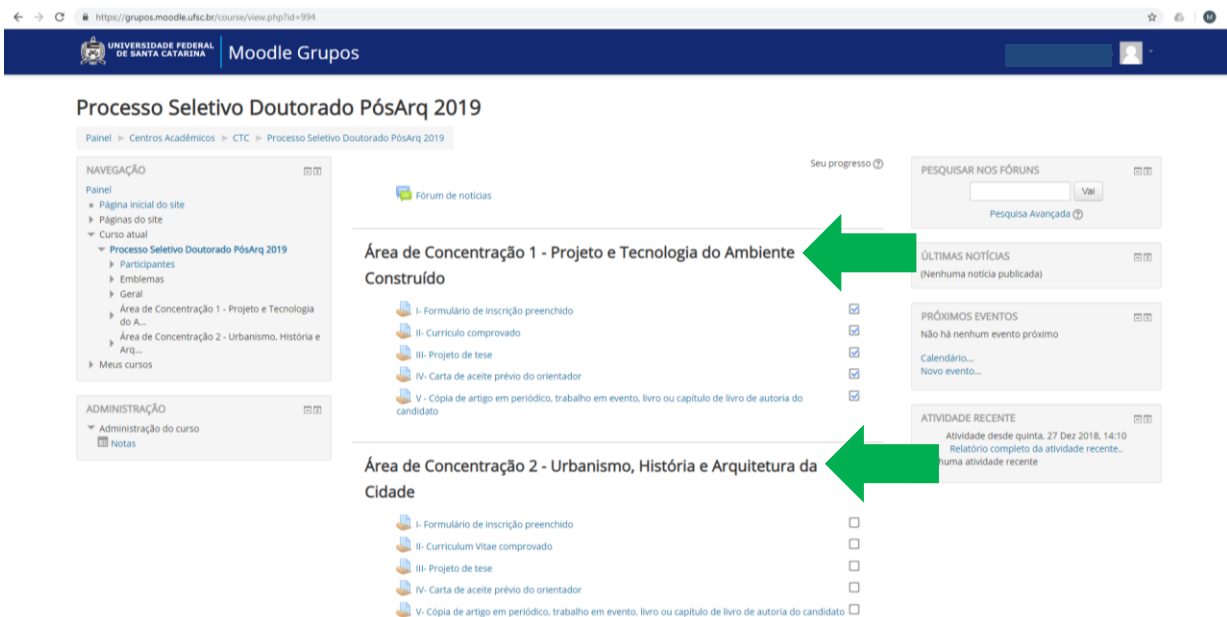 https://grupos.moodle.ufsc.br/course/view.php?id=994
M
UNIVERSIDADE FEDERAL
DE SANTA CATARINA
Moodle Grupos
Processo Seletivo Doutorado PósArq 2019
Painel
Centros Acadêmicos
CTC
Processo Seletivo Doutorado PósArq 2019
NAVEGAÇÃO
Painel
Página inicial do site
Páginas do site
Curso atual
Processo Seletivo Doutorado PósArq 2019
Participantes
Emblemas
Geral
Área de Concentração 1 - Projeto e Tecnologia
do A...
Área de Concentração 2 - Urbanismo, História e
Arq...
Meus cursos
ADMINISTRAÇÃO
Administração do curso
Notas
Seu progresso
Fórum de notícias
Área de Concentração 1 - Projeto e Tecnologia do Ambiente
Construído
I- Formulário de inscrição preenchido
II- Currículo comprovado
III- Projeto de tese
IV- Carta de aceite prévio do orientador
V - Cópia de artigo em periódico, trabalho em evento, livro ou capítulo de livro de autoria do
candidato
Área de Concentração 2 - Urbanismo, História e Arquitetura da
Cidade
I- Formulário de inscrição preenchido
II- Curriculum Vitae comprovado
III- Projeto de tese
IV- Carta de aceite prévio do orientador
V- Cópia de artigo em periódico, trabalho em evento, livro ou capítulo de livro de autoria do candidato
PESQUISAR NOS FÓRUNS
Vai
Pesquisa Avançada
ÚLTIMAS NOTÍCIAS
(Nenhuma notícia publicada)
PRÓXIMOS EVENTOS
Não há nenhum evento próximo
Calendário...
Novo evento...
ATIVIDADE RECENTE
Atividade desde quinta, 27 Dez 2018, 14:10
Relatório completo da atividade recente..
huma atividade recente